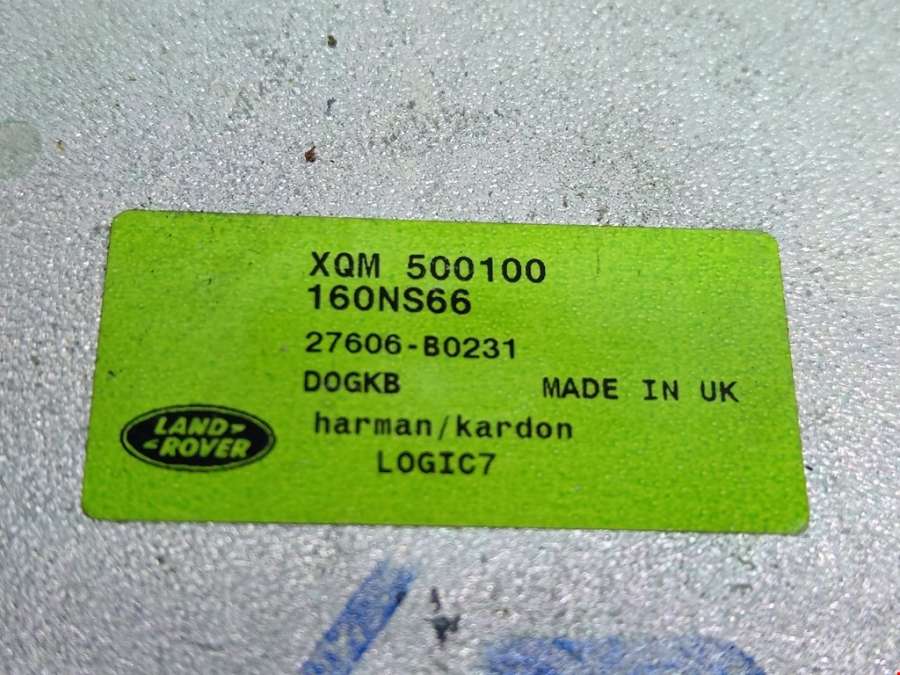 XQM 500100
160NS66
27606-B0231
DOGKB MADE IN UK
LAND-
-ROVER
harman/kardon
LOGIC7